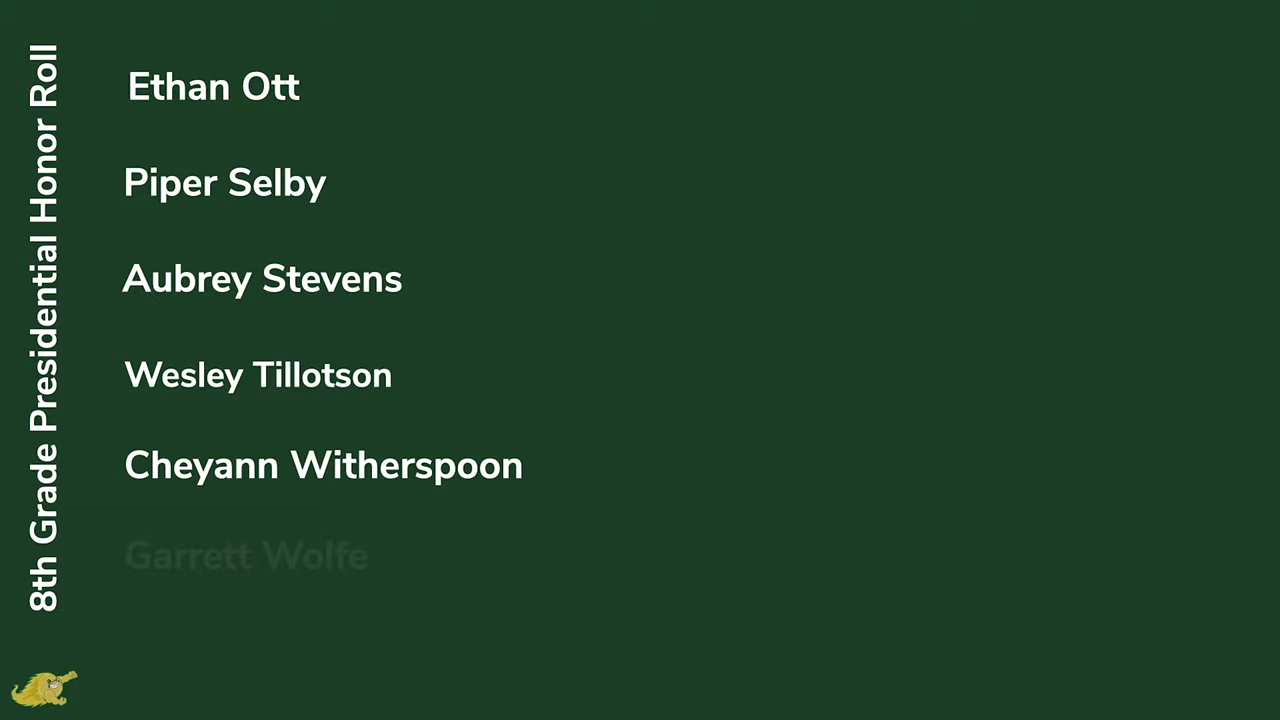 8th Grade Presidential Honor Roll
Ethan Ott
Piper Selby
Aubrey Stevens
Wesley Tillotson
Cheyann Witherspoon
Garrett Wolfe